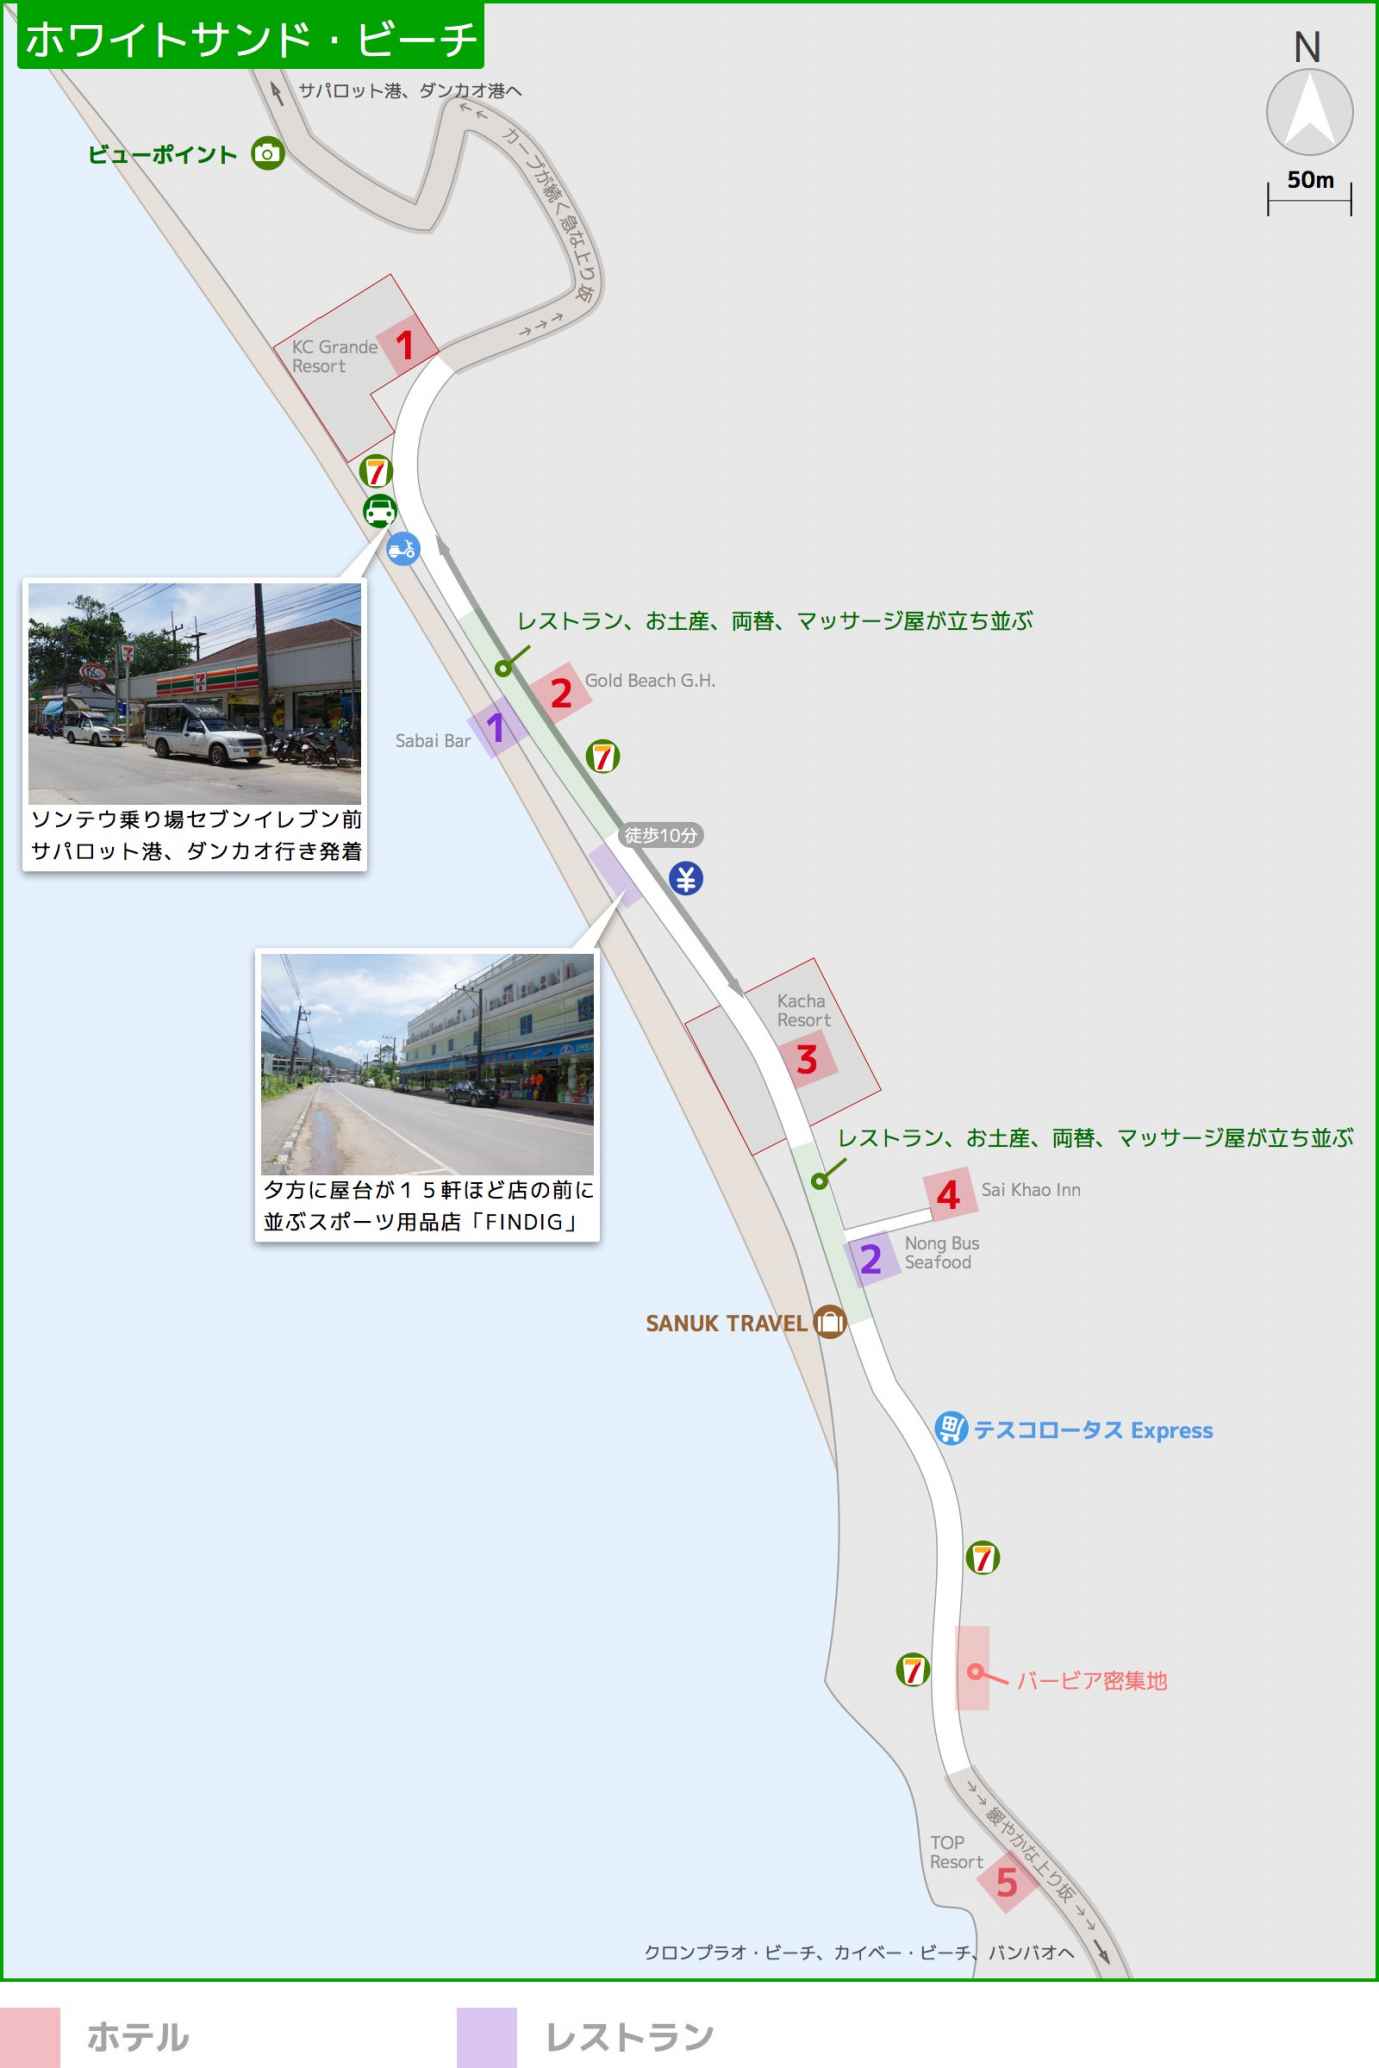 ホワイトサンド・ビーチ
N
50m
サパロット港、ダンカオ港へ
ビューポイント
カーブが続く急な上り坂
KC Grande
Resort
1
7
レストラン、お土産、両替、マッサージ屋が立ち並ぶ
2
Gold Beach G.H.
1
Sabai Bar
7
ソンテウ乗り場セブンイレブン前
サパロット港、ダンカオ行き発着
徒歩10分
¥
Kacha
Resort
3
夕方に屋台が１５軒ほど店の前に
並ぶスポーツ用品店「FINDIG」
レストラン、お土産、両替、マッサージ屋が立ち並ぶ
4
Sai Khao Inn
2
Nong Bus
Seafood
SANUK TRAVEL
テスコロータス Express
7
7
バービア密集地
緩やかな上り坂
TOP
Resort
5
クロンプラオ・ビーチ、カイベー・ビーチ、バンバオへ
ホテル
レストラン